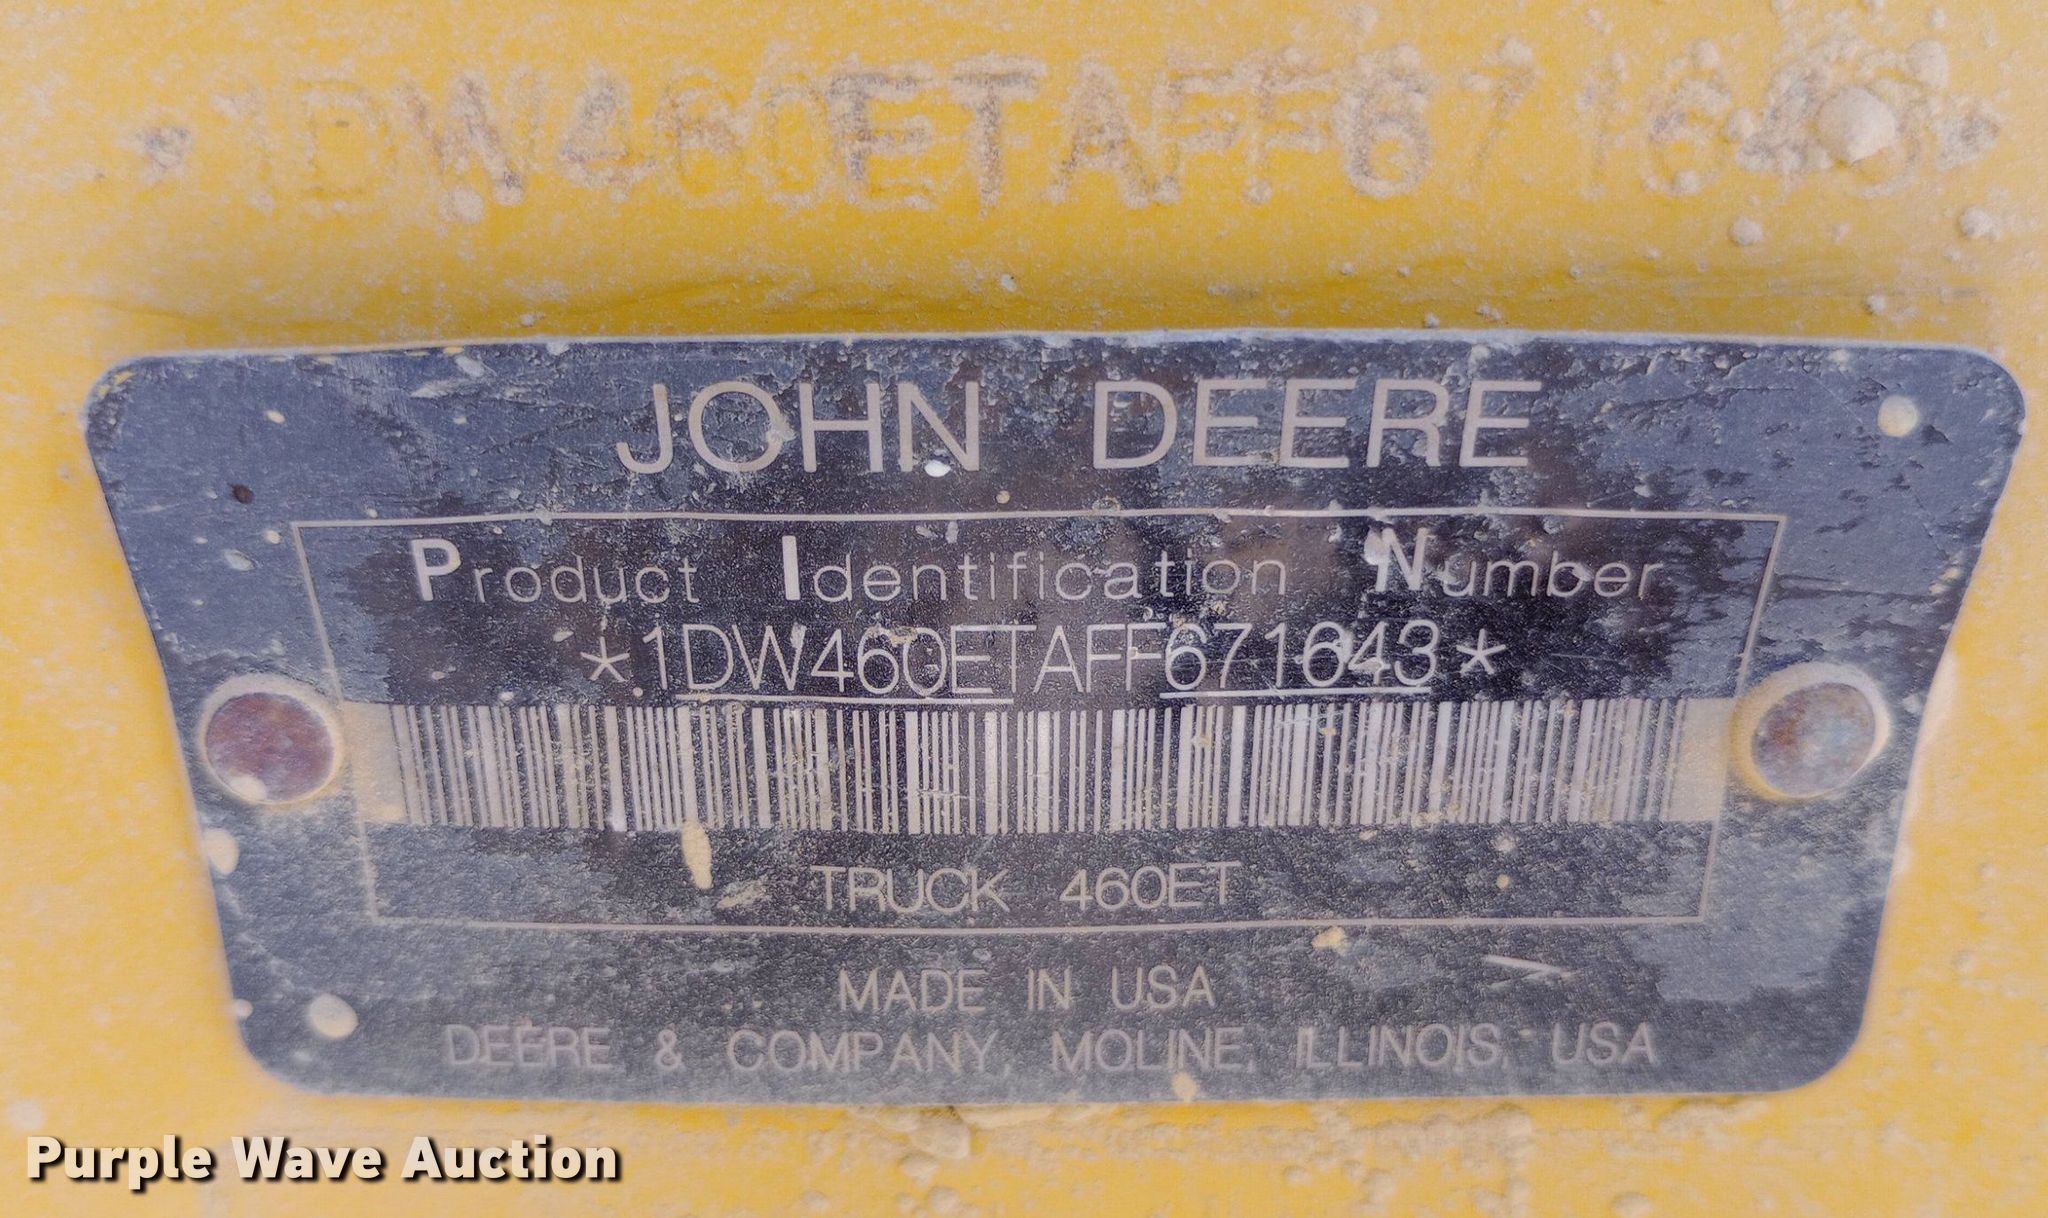 *1DW460ETAFF671643*
JOHN DEERE
Product Identification Number
*1DW460ETAFF671643*
TRUCK 460ET
MADE IN USA
DEERE & COMPANY, MOLINE, ILLINOIS, USA
Purple Wave Auction